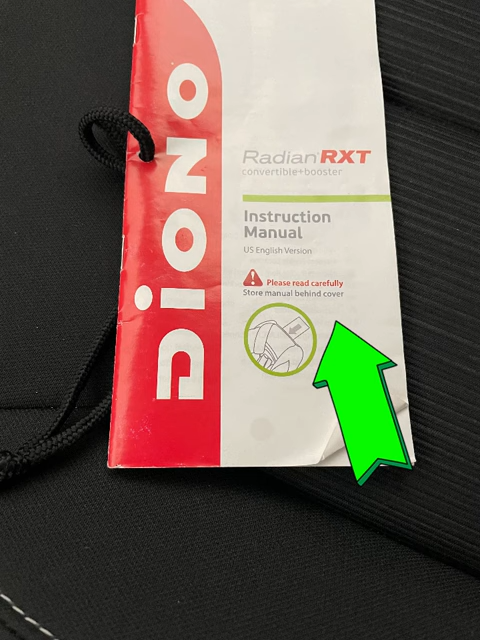 DiONO
Radian® RXT
convertible+booster
Instruction
Manual
US English Version
Please read carefully
Store manual behind cover